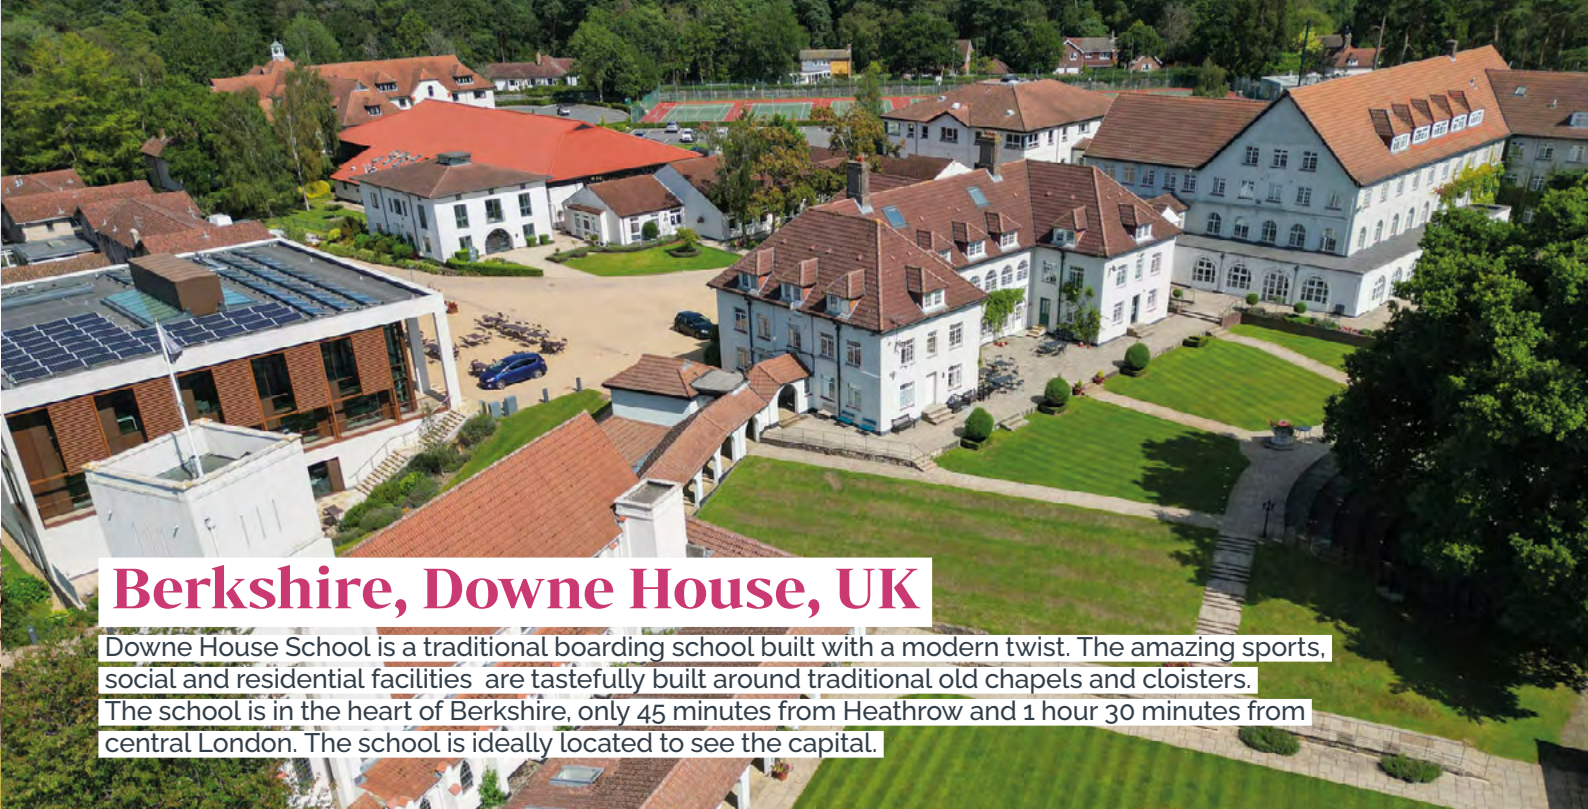 Berkshire, Downe House, UK
Downe House School is a traditional boarding school built with a modern twist. The amazing sports,
social and residential facilities  are tastefully built around traditional old chapels and cloisters.
The school is in the heart of Berkshire, only 45 minutes from Heathrow and 1 hour 30 minutes from
central London. The school is ideally located to see the capital.